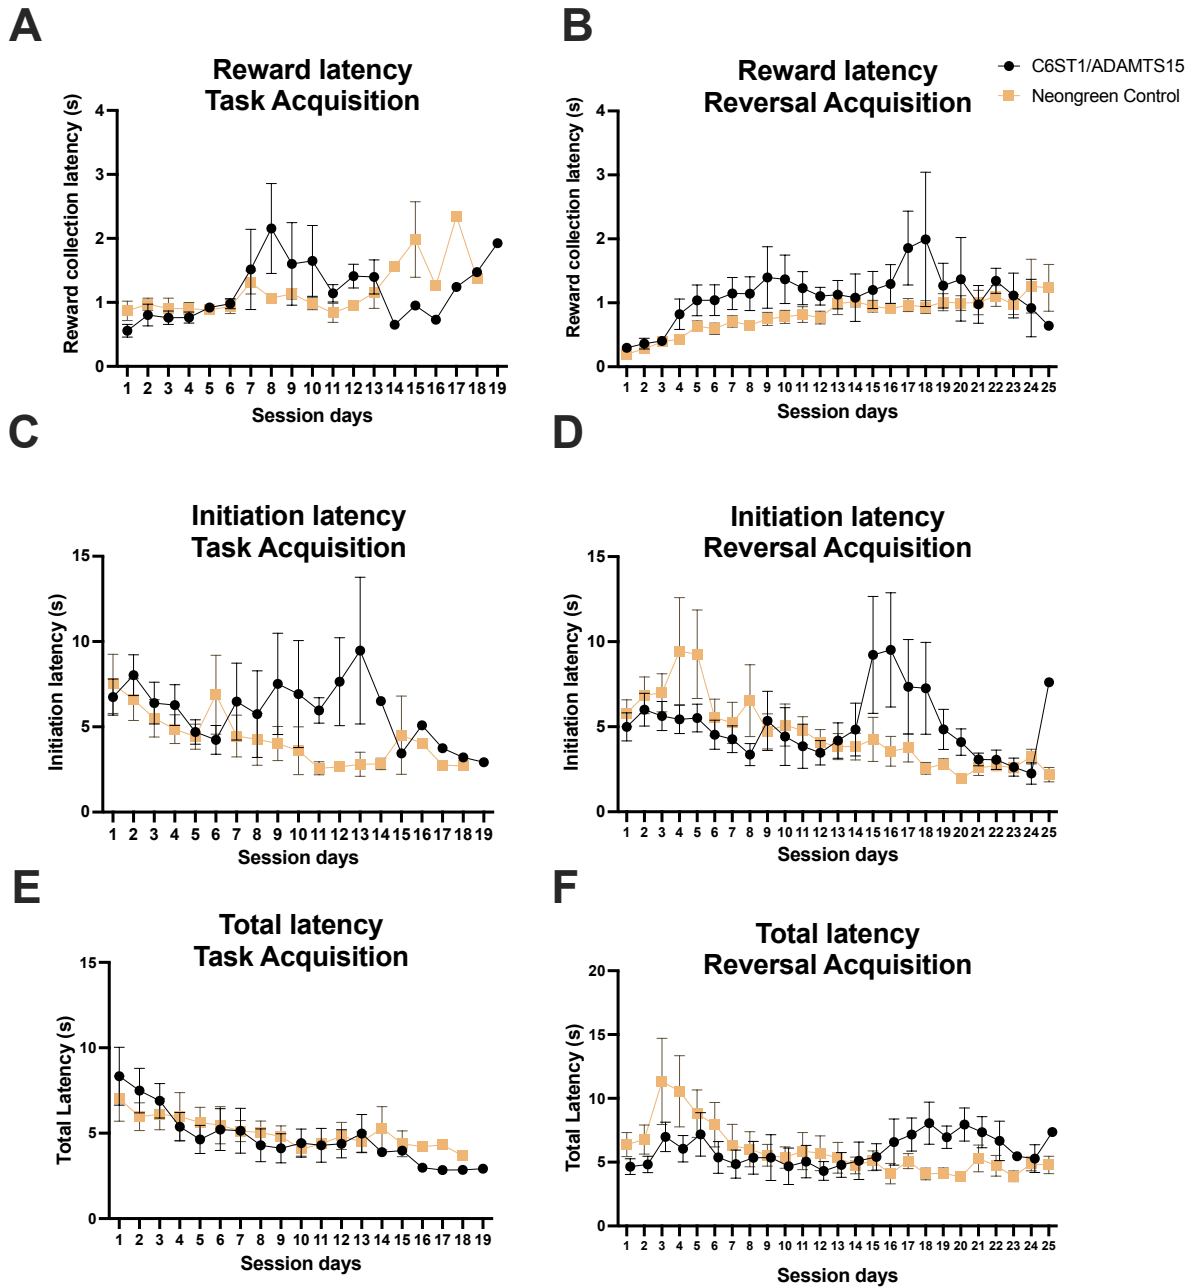 A
Reward latency
Task Acquisition
Reward collection latency (s)
4
3
2
1
0
1 2 3 4 5 6 7 8 9 10 11 12 13 14 15 16 17 18 19
Session days
B
Reward latency
Reversal Acquisition
C6ST1/ADAMTS15
Neongreen Control
Reward collection latency (s)
4
3
2
1
0
1 2 3 4 5 6 7 8 9 10 11 12 13 14 15 16 17 18 19 20 21 22 23 24 25
Session days
C
Initiation latency
Task Acquisition
Initiation latency (s)
15
10
5
0
1 2 3 4 5 6 7 8 9 10 11 12 13 14 15 16 17 18 19
Session days
D
Initiation latency
Reversal Acquisition
Initiation latency (s)
15
10
5
0
1 2 3 4 5 6 7 8 9 10 11 12 13 14 15 16 17 18 19 20 21 22 23 24 25
Session days
E
Total latency
Task Acquisition
Total Latency (s)
15
10
5
0
1 2 3 4 5 6 7 8 9 10 11 12 13 14 15 16 17 18 19
Session days
F
Total latency
Reversal Acquisition
Total Latency (s)
20
15
10
5
0
1 2 3 4 5 6 7 8 9 10 11 12 13 14 15 16 17 18 19 20 21 22 23 24 25
Session days